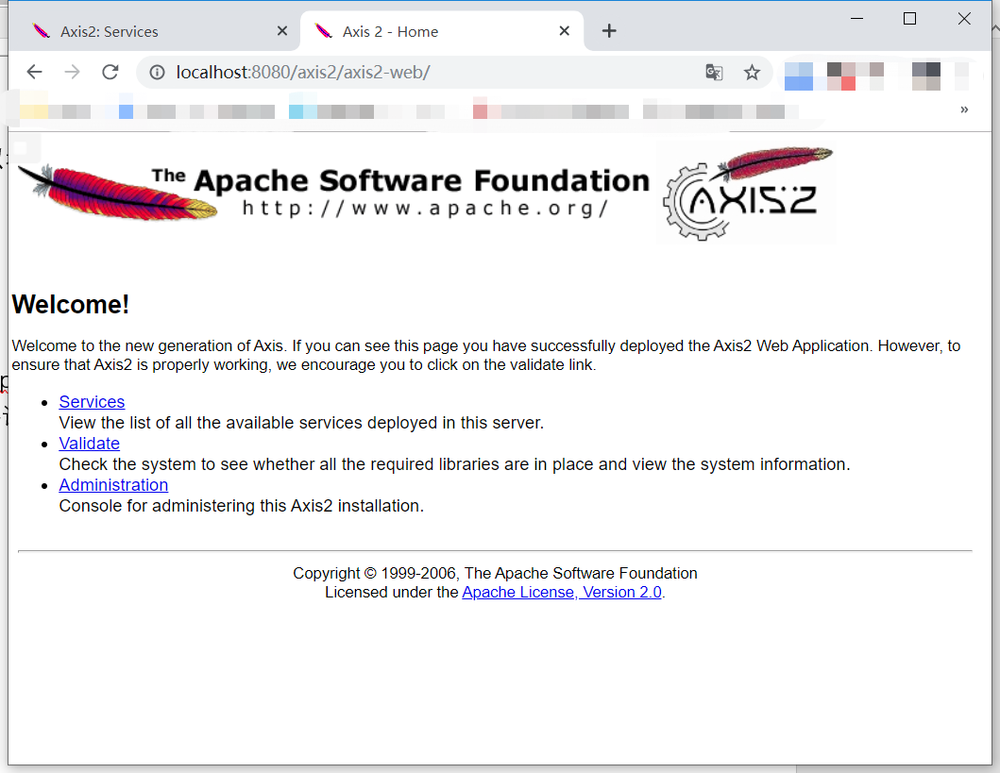 Axis2: Services
Axis 2 - Home
localhost:8080/axis2/axis2-web/
»
The Apache Software Foundation
http://www.apache.org/
AXIS2
Welcome!
Welcome to the new generation of Axis. If you can see this page you have successfully deployed the Axis2 Web Application. However, to
ensure that Axis2 is properly working, we encourage you to click on the validate link.
Services
View the list of all the available services deployed in this server.
Validate
Check the system to see whether all the required libraries are in place and view the system information.
Administration
Console for administering this Axis2 installation.
Copyright © 1999-2006, The Apache Software Foundation
Licensed under the Apache License, Version 2.0.